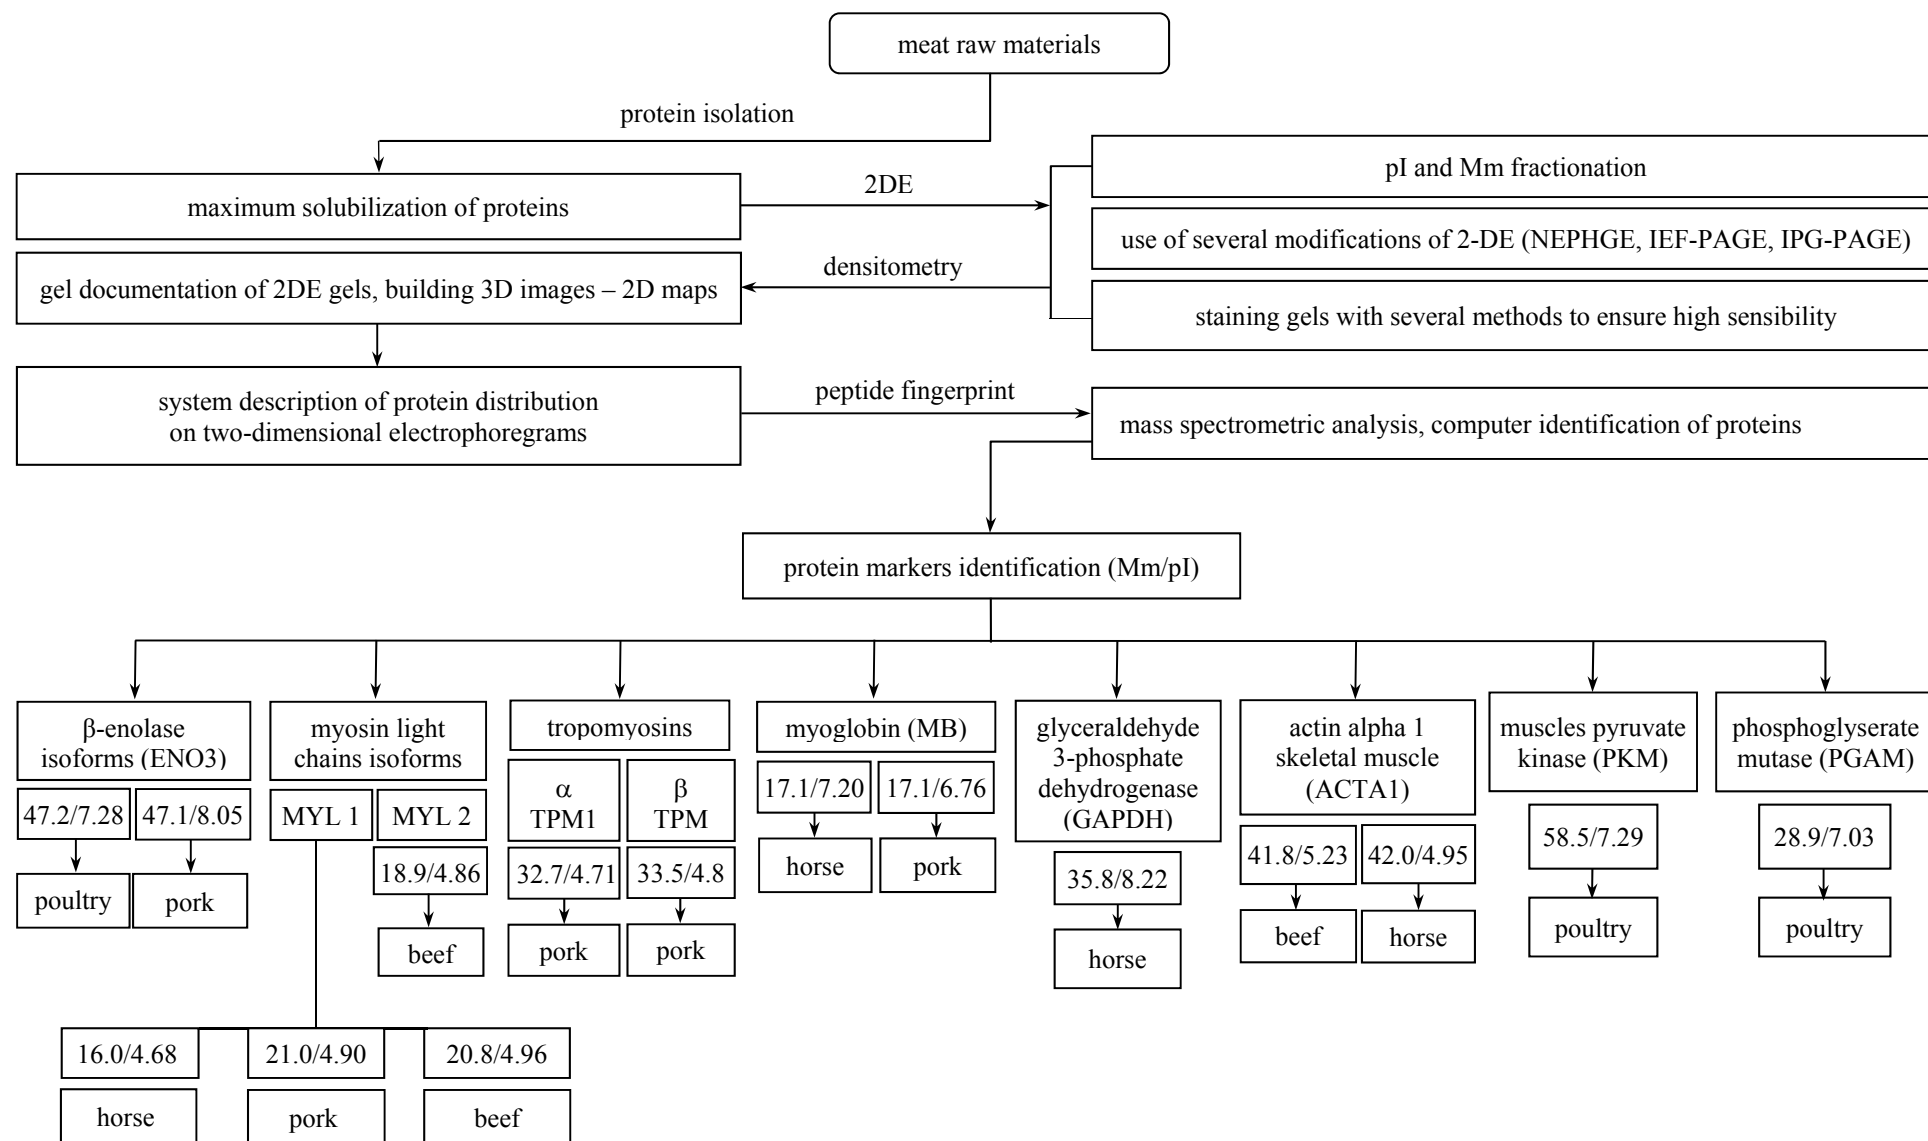 meat raw materials
protein isolation
maximum solubilization of proteins
2DE
pI and Mm fractionation
use of several modifications of 2-DE (NEPHGE, IEF-PAGE, IPG-PAGE)
densitometry
gel documentation of 2DE gels, building 3D images – 2D maps
staining gels with several methods to ensure high sensibility
system description of protein distribution
on two-dimensional electrophoregrams
peptide fingerprint
mass spectrometric analysis, computer identification of proteins
protein markers identification (Mm/pI)
β-enolase
isoforms (ENO3)
47.2/7.28
47.1/8.05
poultry
pork
myosin light
chains isoforms
MYL 1
MYL 2
18.9/4.86
beef
16.0/4.68
21.0/4.90
20.8/4.96
horse
pork
beef
tropomyosins
α
TPM1
β
TPM
32.7/4.71
33.5/4.8
pork
pork
myoglobin (MB)
17.1/7.20
17.1/6.76
horse
pork
glyceraldehyde
3-phosphate
dehydrogenase
(GAPDH)
35.8/8.22
horse
actin alpha 1
skeletal muscle
(ACTA1)
41.8/5.23
42.0/4.95
beef
horse
muscles pyruvate
kinase (PKM)
58.5/7.29
poultry
phosphoglyserate
mutase (PGAM)
28.9/7.03
poultry